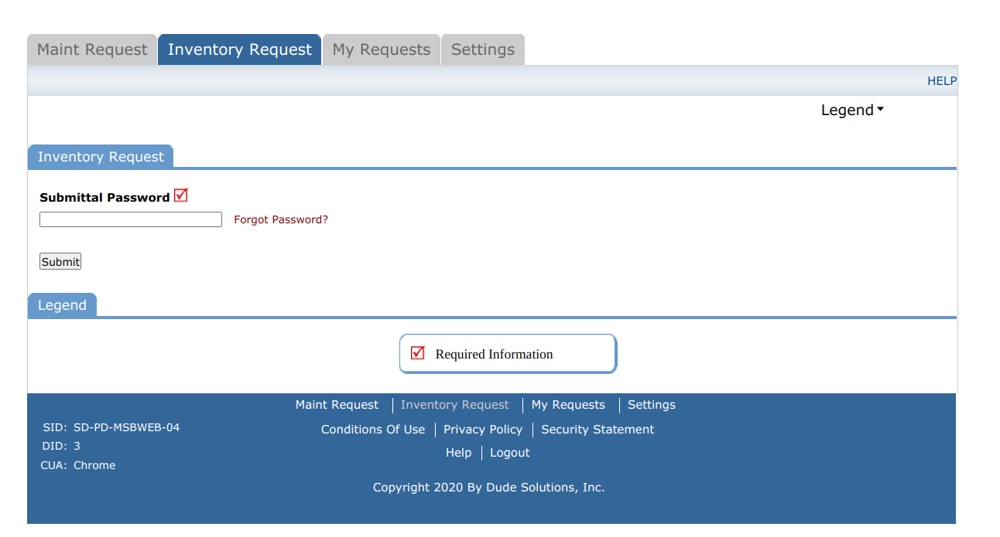 Maint Request Inventory Request My Requests Settings
HELP
Legend
Inventory Request
Submittal Password
Forgot Password?
Submit
Legend
Required Information
Maint Request Inventory Request My Requests Settings
SID: SD-PD-MSBWEB-04
Conditions Of Use Privacy Policy Security Statement
DID: 3
Help Logout
CUA: Chrome
Copyright 2020 By Dude Solutions, Inc.